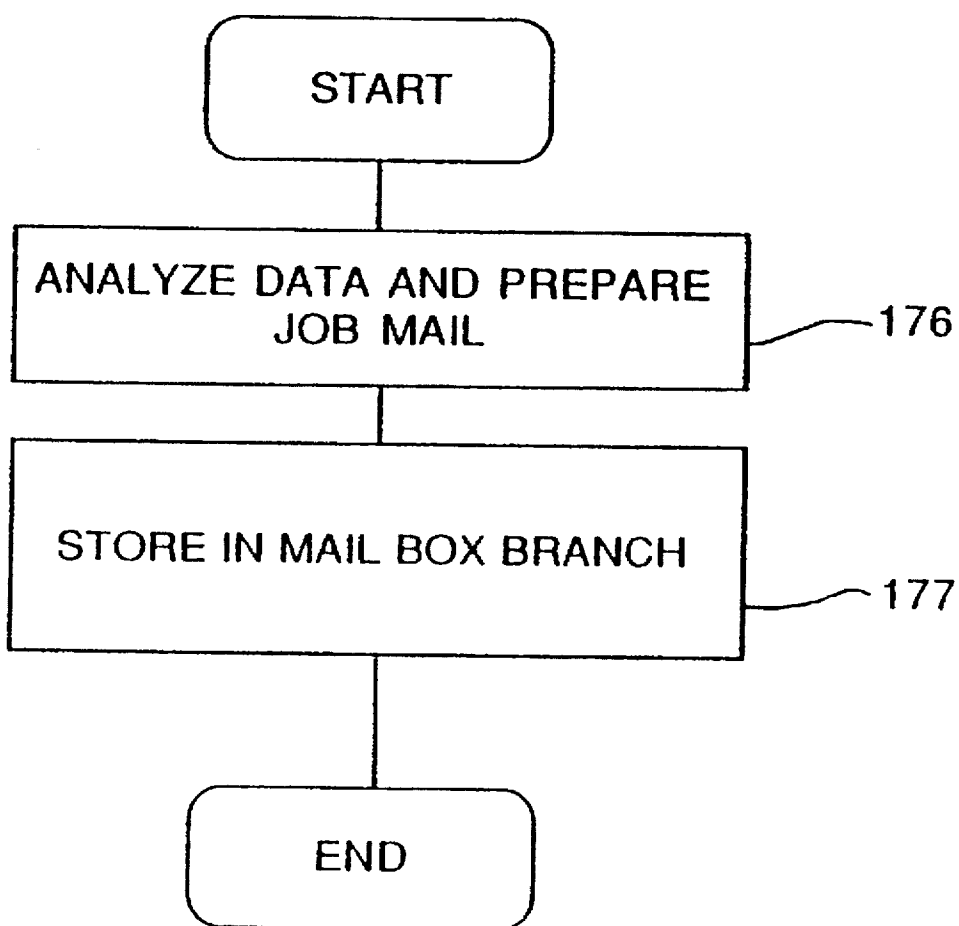 START
ANALYZE DATA AND PREPARE
JOB MAIL
176
STORE IN MAIL BOX BRANCH
177
END